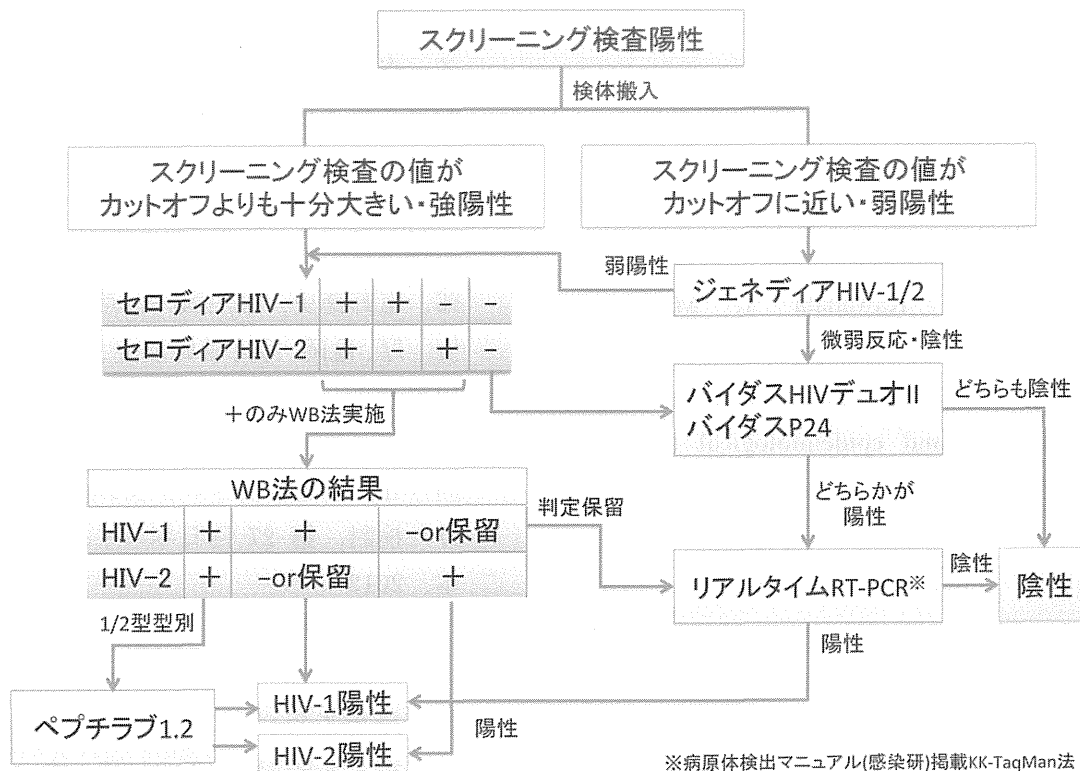 スクリーニング検査陽性
検体搬入
スクリーニング検査の値が
カットオフよりも十分大きい・強陽性
スクリーニング検査の値が
カットオフに近い・弱陽性
弱陽性
ジェネディアHIV-1/2
セロディアHIV-1 + + - -
セロディアHIV-2 + - + -
微弱反応・陰性
+のみWB法実施
バイダスHIVデュオII
バイダスP24
どちらも陰性
WB法の結果
HIV-1 + + -or保留
HIV-2 + -or保留 +
判定保留
どちらかが
陽性
リアルタイムRT-PCR※
陰性
陰性
1/2型型別
陽性
ペプチラブ1.2
HIV-1陽性
HIV-2陽性
陽性
※病原体検出マニュアル(感染研)掲載KK-TaqMan法